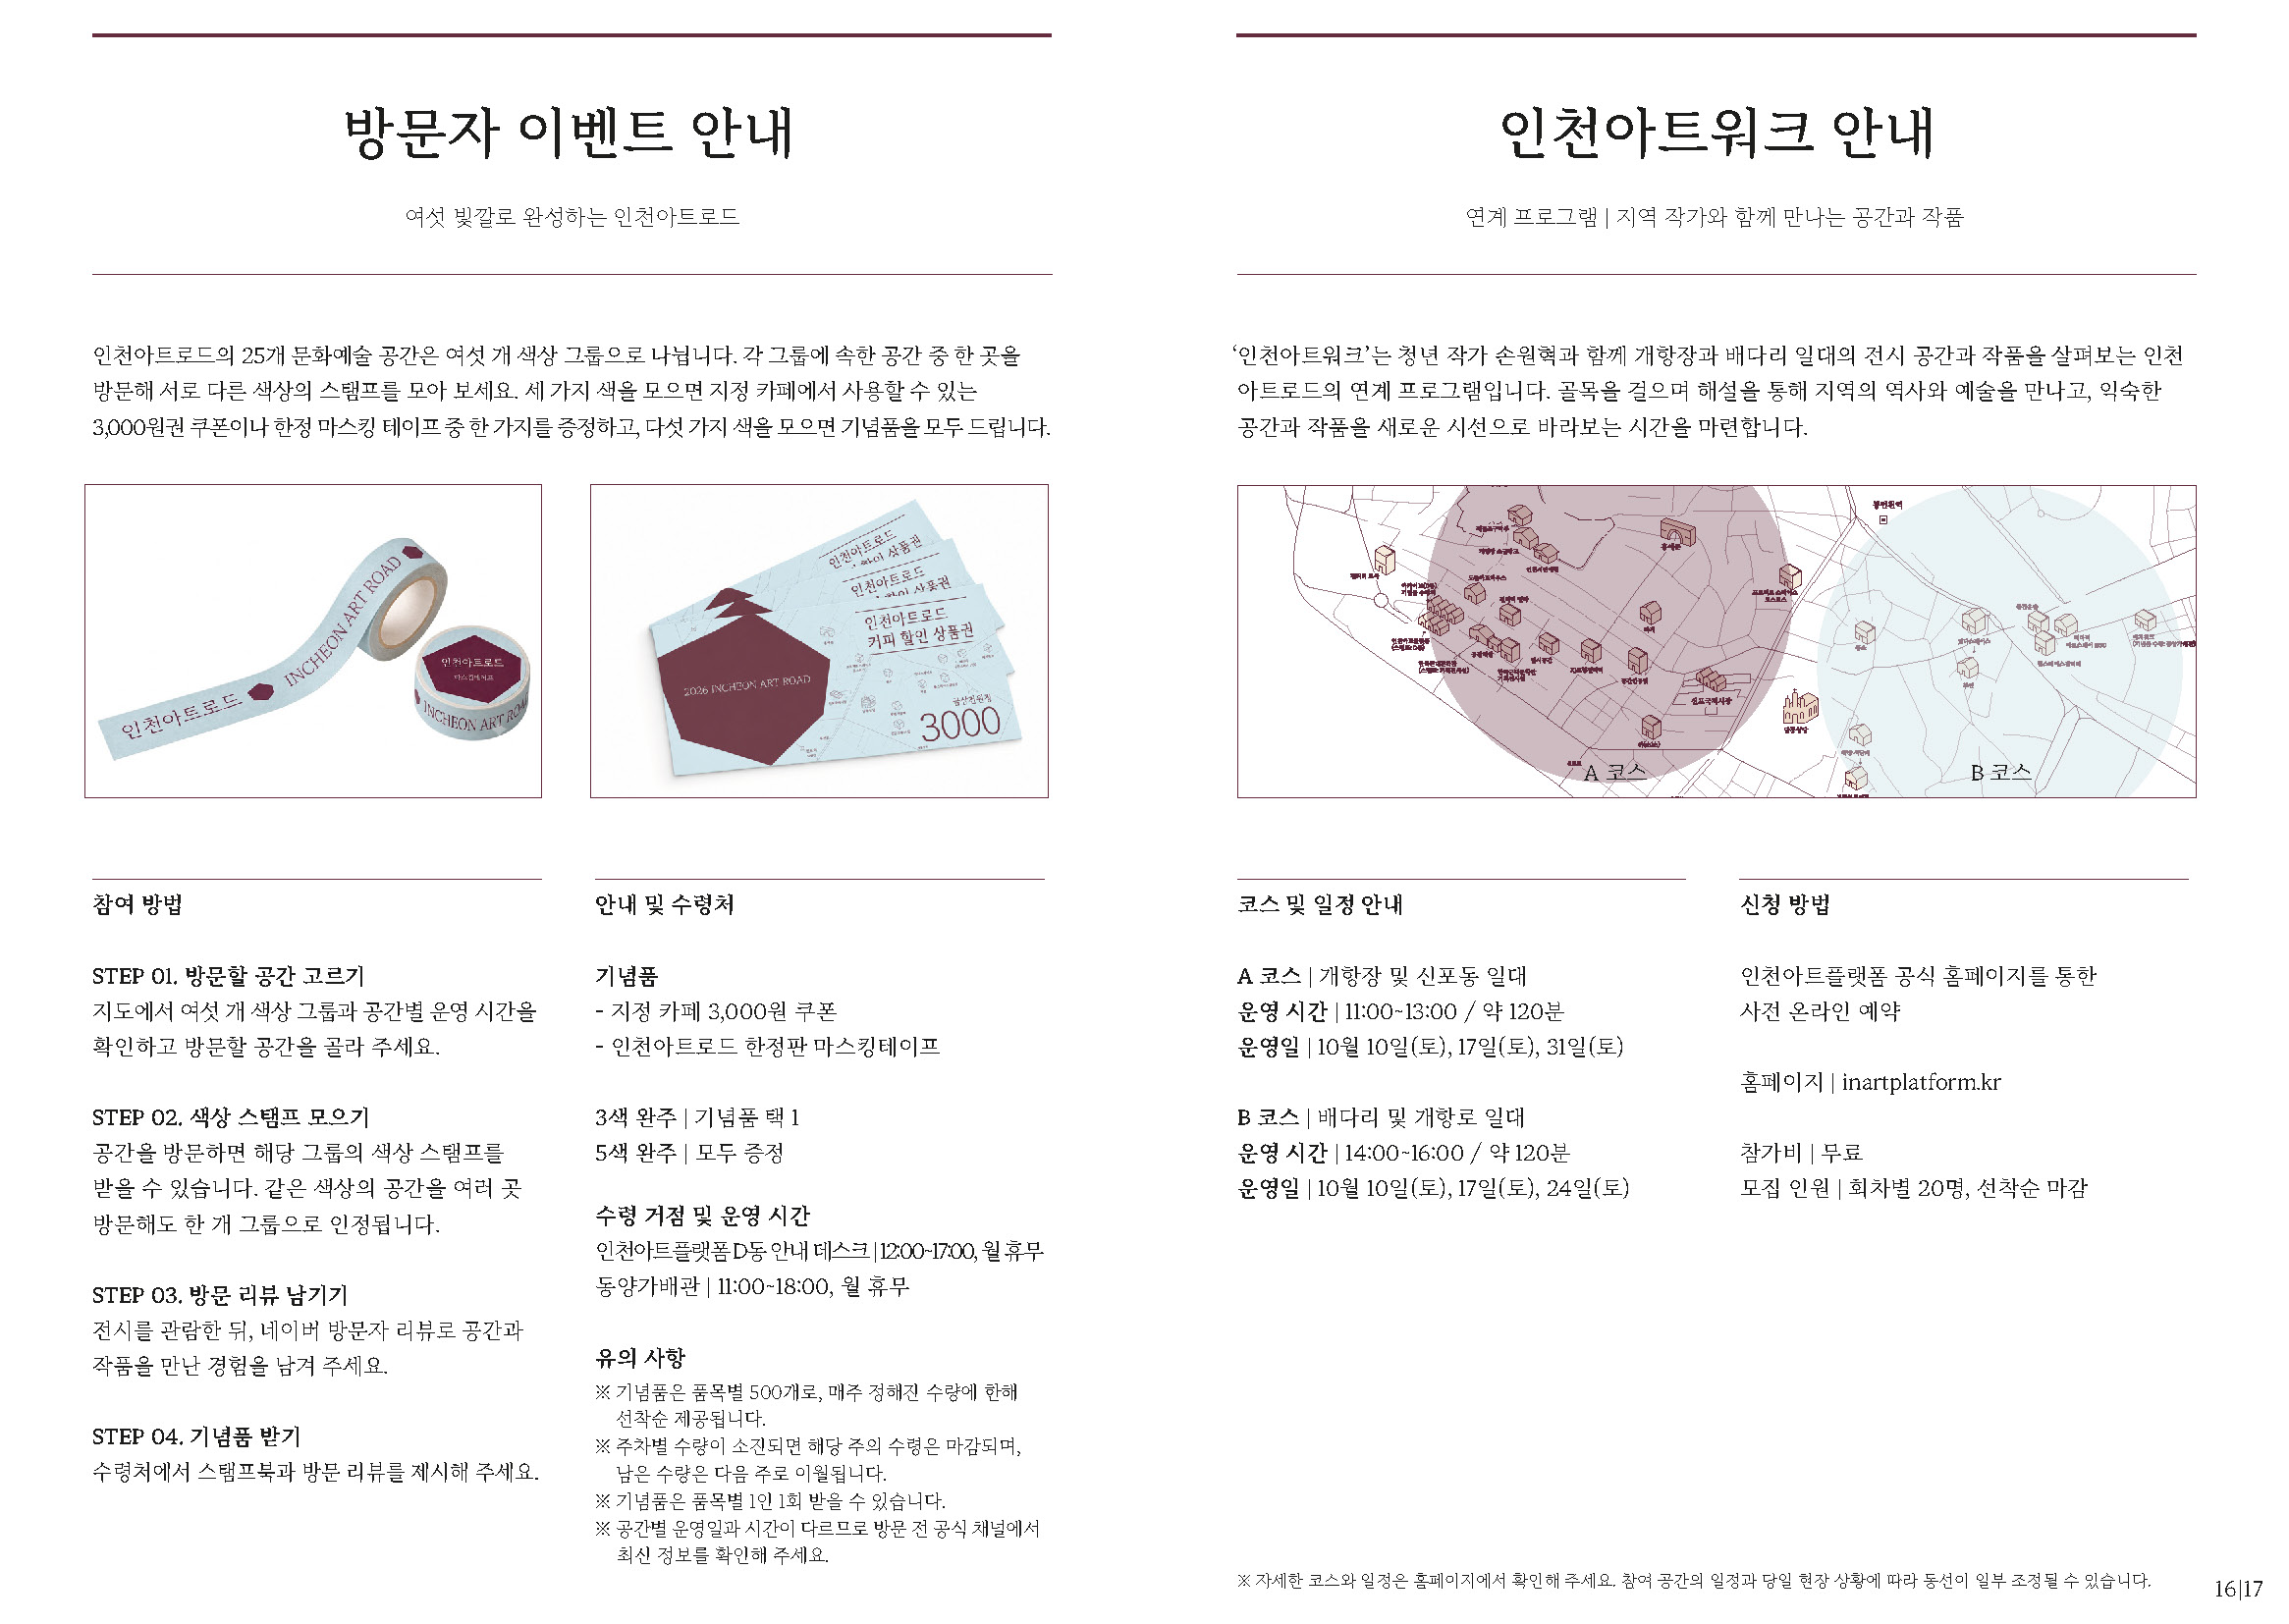 방문자 이벤트 안내
여섯 빛깔로 완성하는 인천아트로드
인천아트로드의 25개 문화예술 공간은 여섯 개 색상 그룹으로 나뉩니다. 각 그룹에 속한 공간 중 한 곳을
방문해 서로 다른 색상의 스탬프를 모아 보세요. 세 가지 색을 모으면 지정 카페에서 사용할 수 있는
3,000원권 쿠폰이나 한정 마스킹 테이프 중 한 가지를 증정하고, 다섯 가지 색을 모으면 기념품을 모두 드립니다.
인천아트로드
INCHEON ART ROAD
인천아트로드
마스킹테이프
INCHEON ART ROA
인천아트로드
상품권
인천아트로드
상품권
인천아트로드
커피 할인 상품권
2026 INCHEON ART ROAD
3000
참여 방법
STEP 01. 방문할 공간 고르기
지도에서 여섯 개 색상 그룹과 공간별 운영 시간을
확인하고 방문할 공간을 골라 주세요.
STEP 02. 색상 스탬프 모으기
공간을 방문하면 해당 그룹의 색상 스탬프를
받을 수 있습니다. 같은 색상의 공간을 여러 곳
방문해도 한 개 그룹으로 인정됩니다.
STEP 03. 방문 리뷰 남기기
전시를 관람한 뒤, 네이버 방문자 리뷰로 공간과
작품을 만난 경험을 남겨 주세요.
STEP 04. 기념품 받기
수령처에서 스탬프북과 방문 리뷰를 제시해 주세요.
안내 및 수령처
기념품
- 지정 카페 3,000원 쿠폰
- 인천아트로드 한정판 마스킹테이프
3색 완주 | 기념품 택 1
5색 완주 | 모두 증정
수령 거점 및 운영 시간
인천아트플랫폼 D동 안내 데스크 | 12:00~17:00, 월 휴무
동양가배관 | 11:00~18:00, 월 휴무
유의 사항
※ 기념품은 품목별 500개로, 매주 정해진 수량에 한해
선착순 제공됩니다.
※ 주차별 수량이 소진되면 해당 주의 수령은 마감되며,
남은 수량은 다음 주로 이월됩니다.
※ 기념품은 품목별 1인 1회 받을 수 있습니다.
※ 공간별 운영일과 시간이 다르므로 방문 전 공식 채널에서
최신 정보를 확인해 주세요.
인천아트워크 안내
연계 프로그램 | 지역 작가와 함께 만나는 공간과 작품
‘인천아트워크’는 청년 작가 손원혁과 함께 개항장과 배다리 일대의 전시 공간과 작품을 살펴보는 인천
아트로드의 연계 프로그램입니다. 골목을 걸으며 해설을 통해 지역의 역사와 예술을 만나고, 익숙한
공간과 작품을 새로운 시선으로 바라보는 시간을 마련합니다.
동인천역
신포국제시장
답동성당
A 코스
B 코스
코스 및 일정 안내
A 코스 | 개항장 및 신포동 일대
운영 시간 | 11:00~13:00 / 약 120분
운영일 | 10월 10일(토), 17일(토), 31일(토)
B 코스 | 배다리 및 개항로 일대
운영 시간 | 14:00~16:00 / 약 120분
운영일 | 10월 10일(토), 17일(토), 24일(토)
신청 방법
인천아트플랫폼 공식 홈페이지를 통한
사전 온라인 예약
홈페이지 | inartplatform.kr
참가비 | 무료
모집 인원 | 회차별 20명, 선착순 마감
※ 자세한 코스와 일정은 홈페이지에서 확인해 주세요. 참여 공간의 일정과 당일 현장 상황에 따라 동선이 일부 조정될 수 있습니다.
16|17